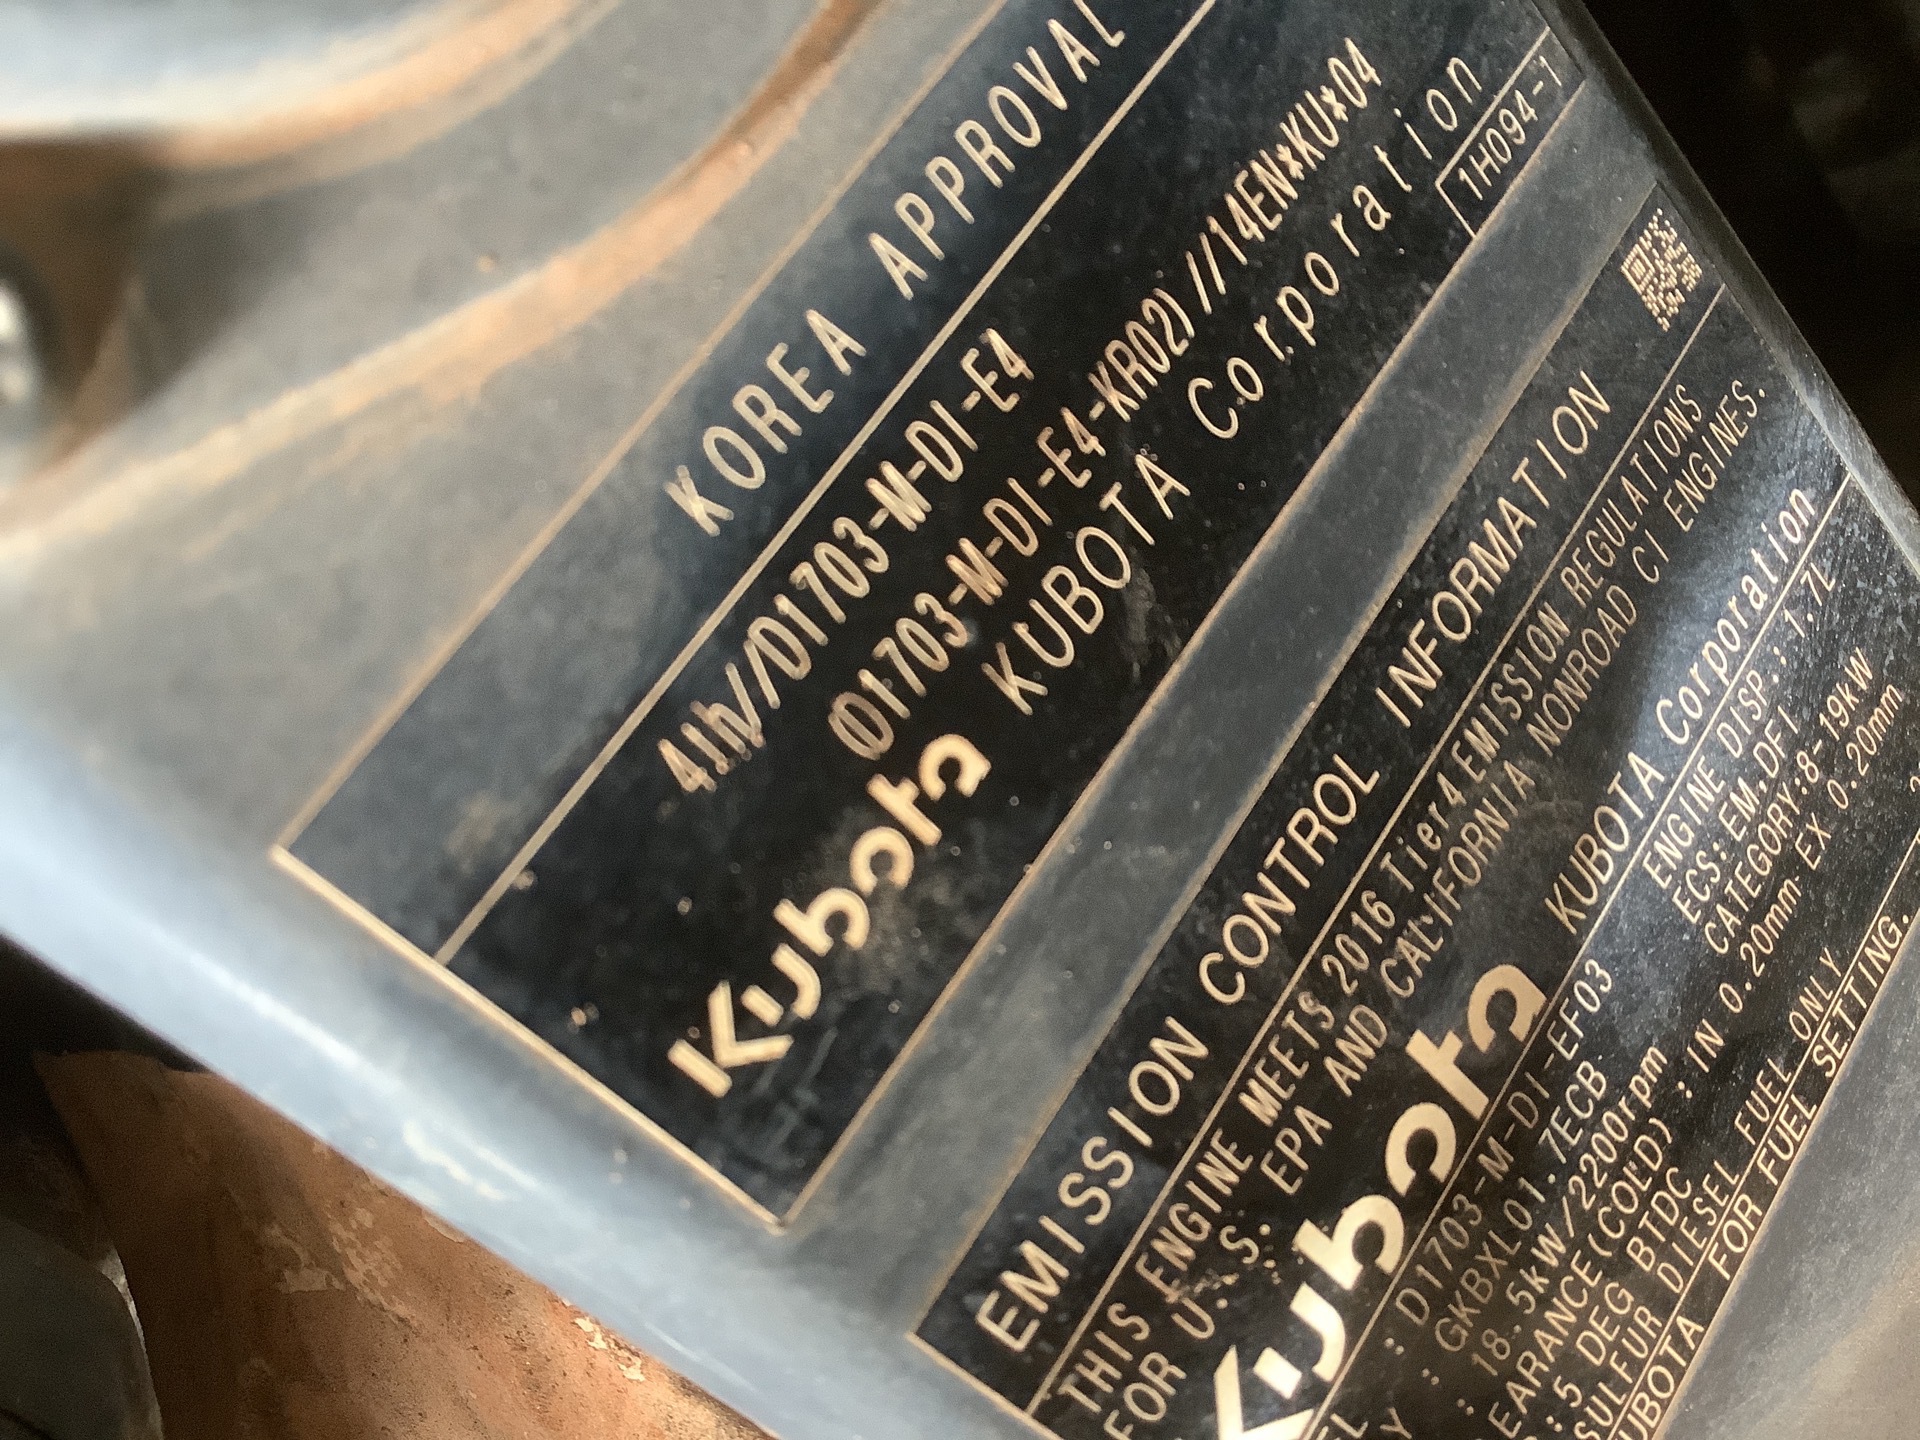 KOREA APPROVAL
4Jh//D1703-M-DI-E4
(D1703-M-DI-E4-KR02)//14EN*KU*04
Kubota KUBOTA Corporation
1H094-1
EMISSION CONTROL INFORMATION
THIS ENGINE MEETS 2016 Tier4 EMISSION REGULATIONS
FOR U.S. EPA AND CALIFORNIA NONROAD CI ENGINES.
Kubota KUBOTA Corporation
: D1703-M-DI-EF03 ENGINE DISP.: 1.7L
Y : GKBXL01.7ECB ECS:EM,DFI
: 18.5kW/2200rpm CATEGORY:8-19kW
EARANCE(COLD) : IN 0.20mm EX 0.20mm
: 5 DEG BTDC
SULFUR DIESEL FUEL ONLY
UBOTA FOR FUEL SETTING.